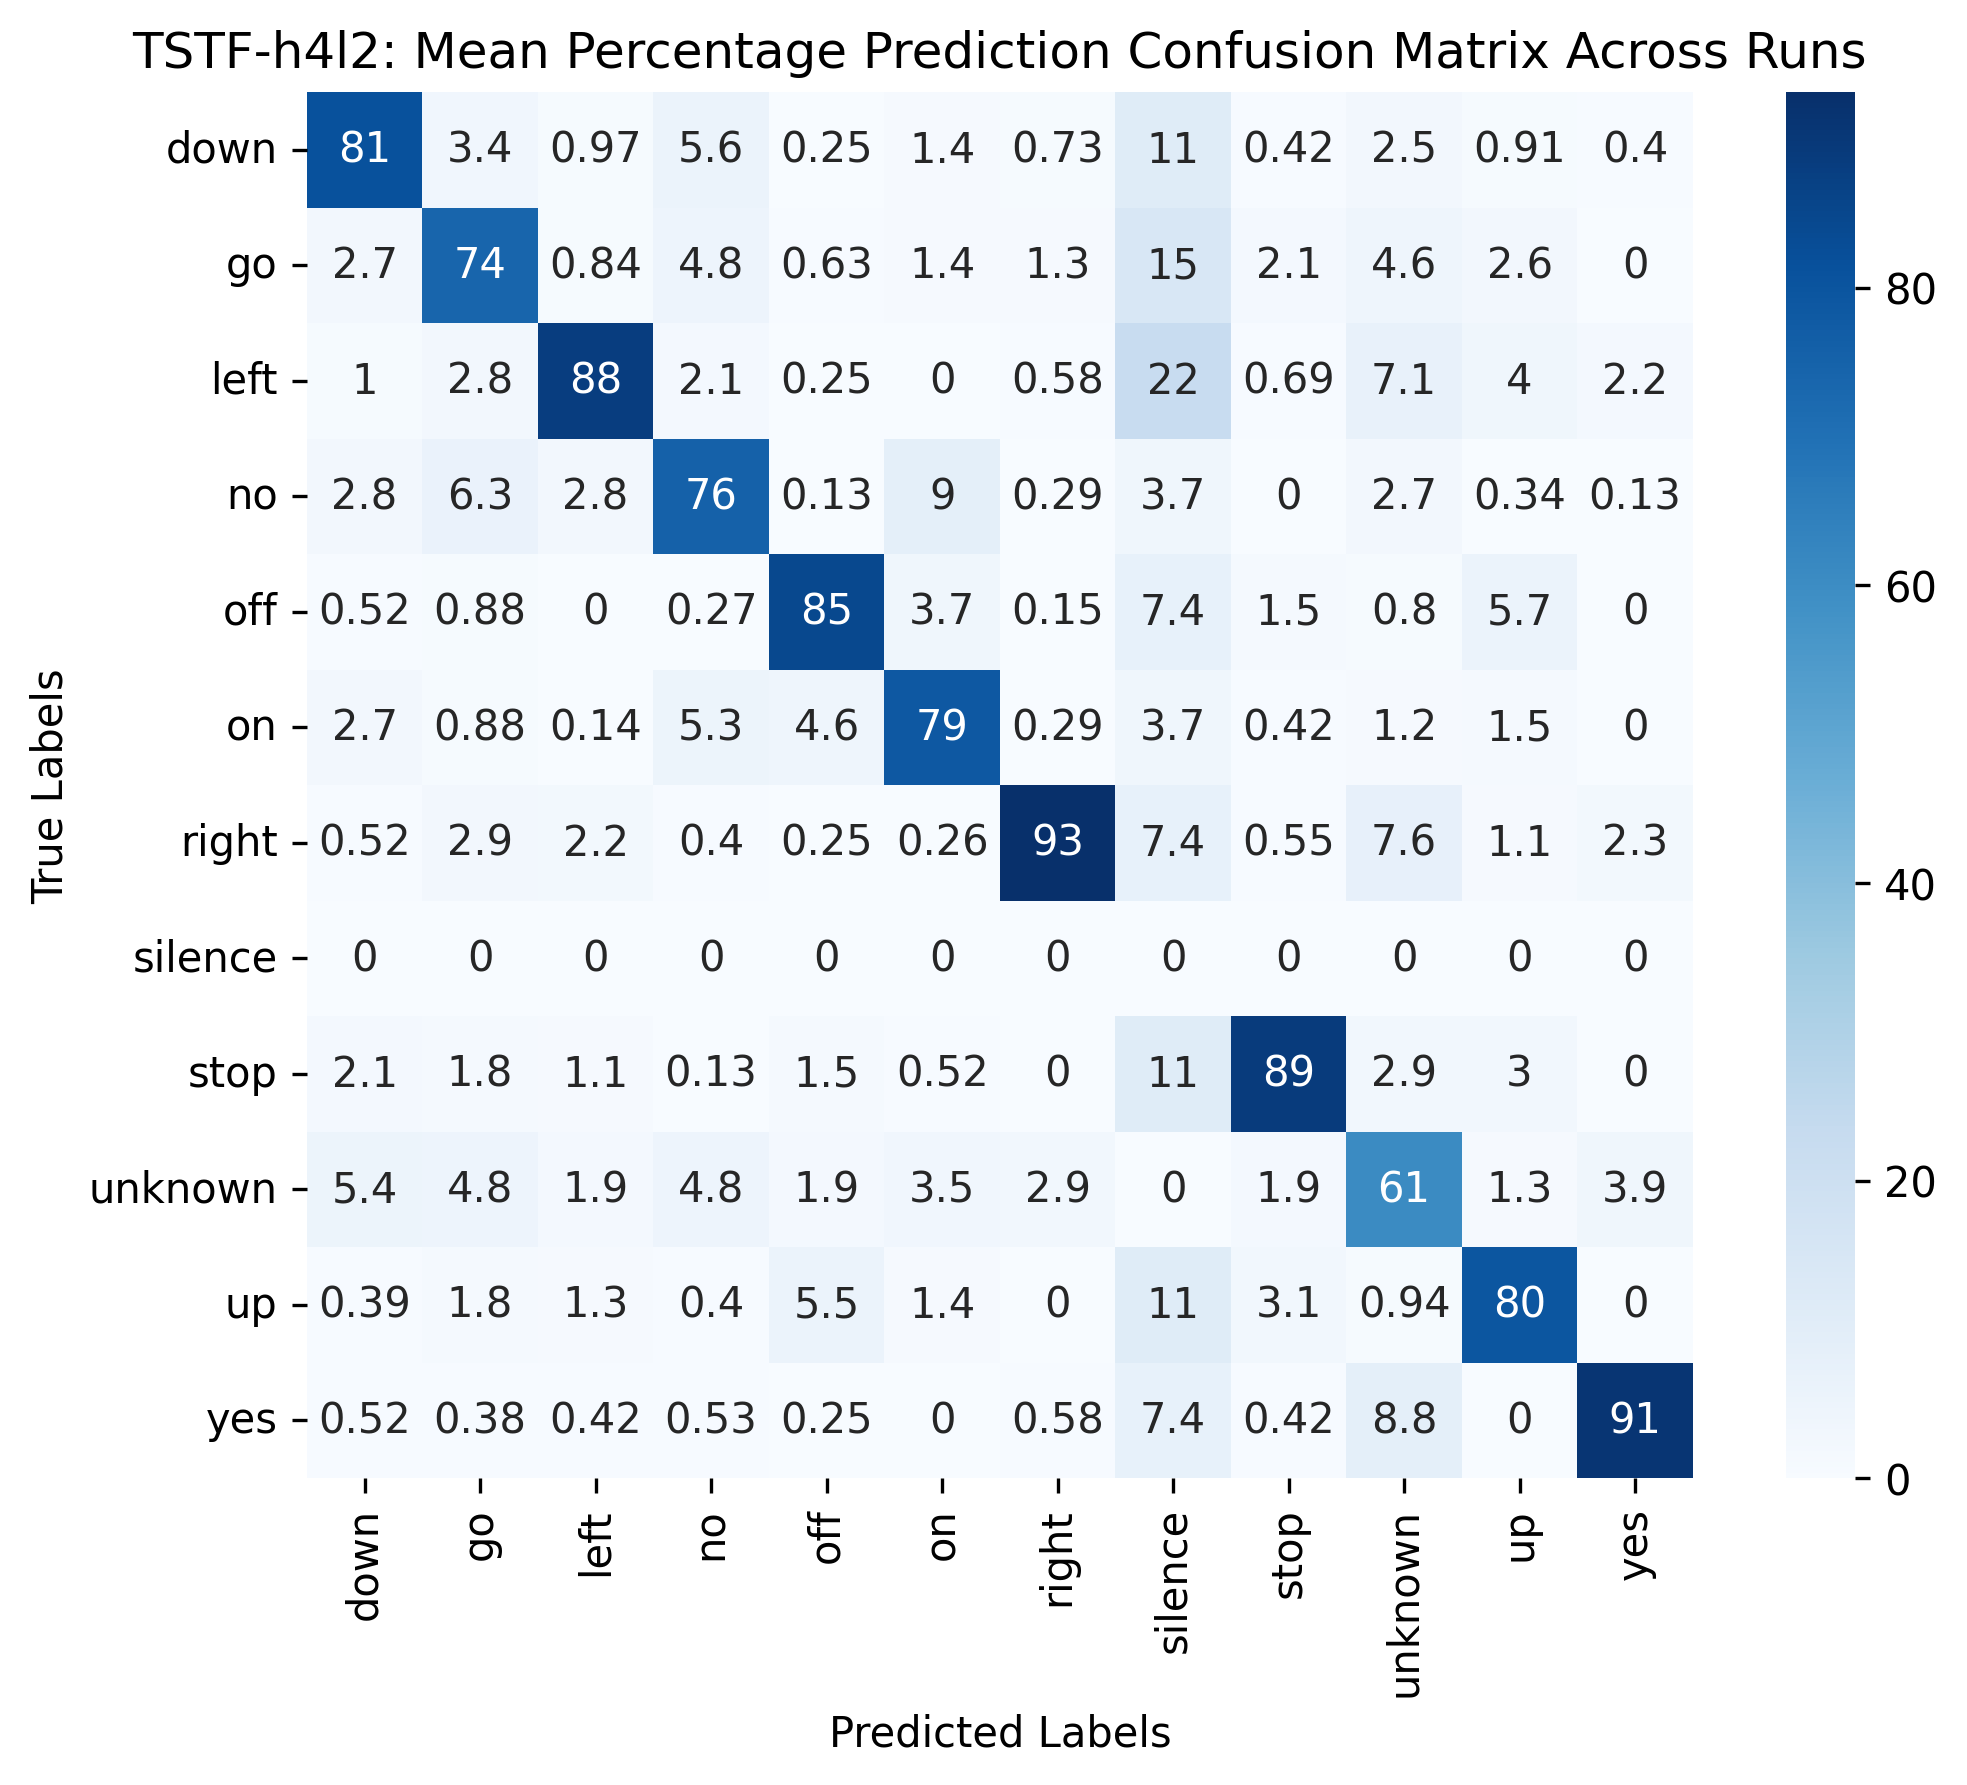 TSTF-h4l2: Mean Percentage Prediction Confusion Matrix Across Runs
down 81 3.4 0.97 5.6 0.25 1.4 0.73 11 0.42 2.5 0.91 0.4
go 2.7 74 0.84 4.8 0.63 1.4 1.3 15 2.1 4.6 2.6 0
80
left 1 2.8 88 2.1 0.25 0 0.58 22 0.69 7.1 4 2.2
no 2.8 6.3 2.8 76 0.13 9 0.29 3.7 0 2.7 0.34 0.13
off 0.52 0.88 0 0.27 85 3.7 0.15 7.4 1.5 0.8 5.7 0
60
on 2.7 0.88 0.14 5.3 4.6 79 0.29 3.7 0.42 1.2 1.5 0
True Labels
right 0.52 2.9 2.2 0.4 0.25 0.26 93 7.4 0.55 7.6 1.1 2.3
40
silence 0 0 0 0 0 0 0 0 0 0 0 0
stop 2.1 1.8 1.1 0.13 1.5 0.52 0 11 89 2.9 3 0
unknown 5.4 4.8 1.9 4.8 1.9 3.5 2.9 0 1.9 61 1.3 3.9
20
up 0.39 1.8 1.3 0.4 5.5 1.4 0 11 3.1 0.94 80 0
yes 0.52 0.38 0.42 0.53 0.25 0 0.58 7.4 0.42 8.8 0 91
0
down go left no off on right silence stop unknown up yes
Predicted Labels